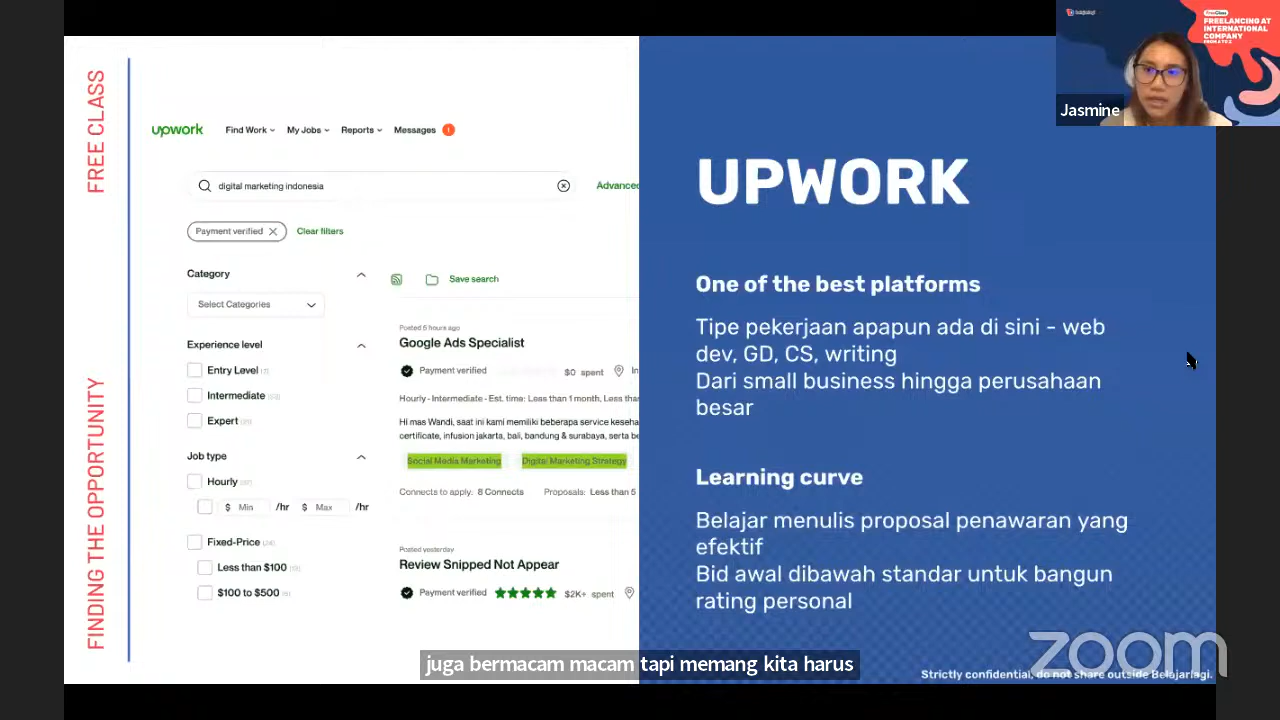 FREE CLASS
FINDING THE OPPORTUNITY
upwork
Find Work
My Jobs
Reports
Messages
1
digital marketing indonesia
Advanced
Payment verified
Clear filters
Category
Select Categories
Save search
Experience level
Entry Level
Intermediate
Expert
Job type
Hourly
$ Min /hr $ Max /hr
Fixed-Price
Less than $100
$100 to $500
Posted 5 hours ago
Google Ads Specialist
Payment verified $0 spent In
Hourly - Intermediate - Est. time: Less than 1 month, Less tha
Hi mas Wandi, saat ini kami memiliki beberapa service keseha
certificate, infusion jakarta, bali, bandung & surabaya, serta be
Social Media Marketing Digital Marketing Strategy
Connects to apply: 8 Connects Proposals: Less than 5
Posted yesterday
Review Snipped Not Appear
Payment verified $2K+ spent
UPWORK
One of the best platforms
Tipe pekerjaan apapun ada di sini - web
dev, GD, CS, writing
Dari small business hingga perusahaan
besar
Learning curve
Belajar menulis proposal penawaran yang
efektif
Bid awal dibawah standar untuk bangun
rating personal
Strictly confidential, do not share outside Belajarlagi.
zoom
juga bermacam macam tapi memang kita harus
belajarlagi
FreeClass
FREELANCING AT
INTERNATIONAL
COMPANY
FROM A TO Z
Jasmine